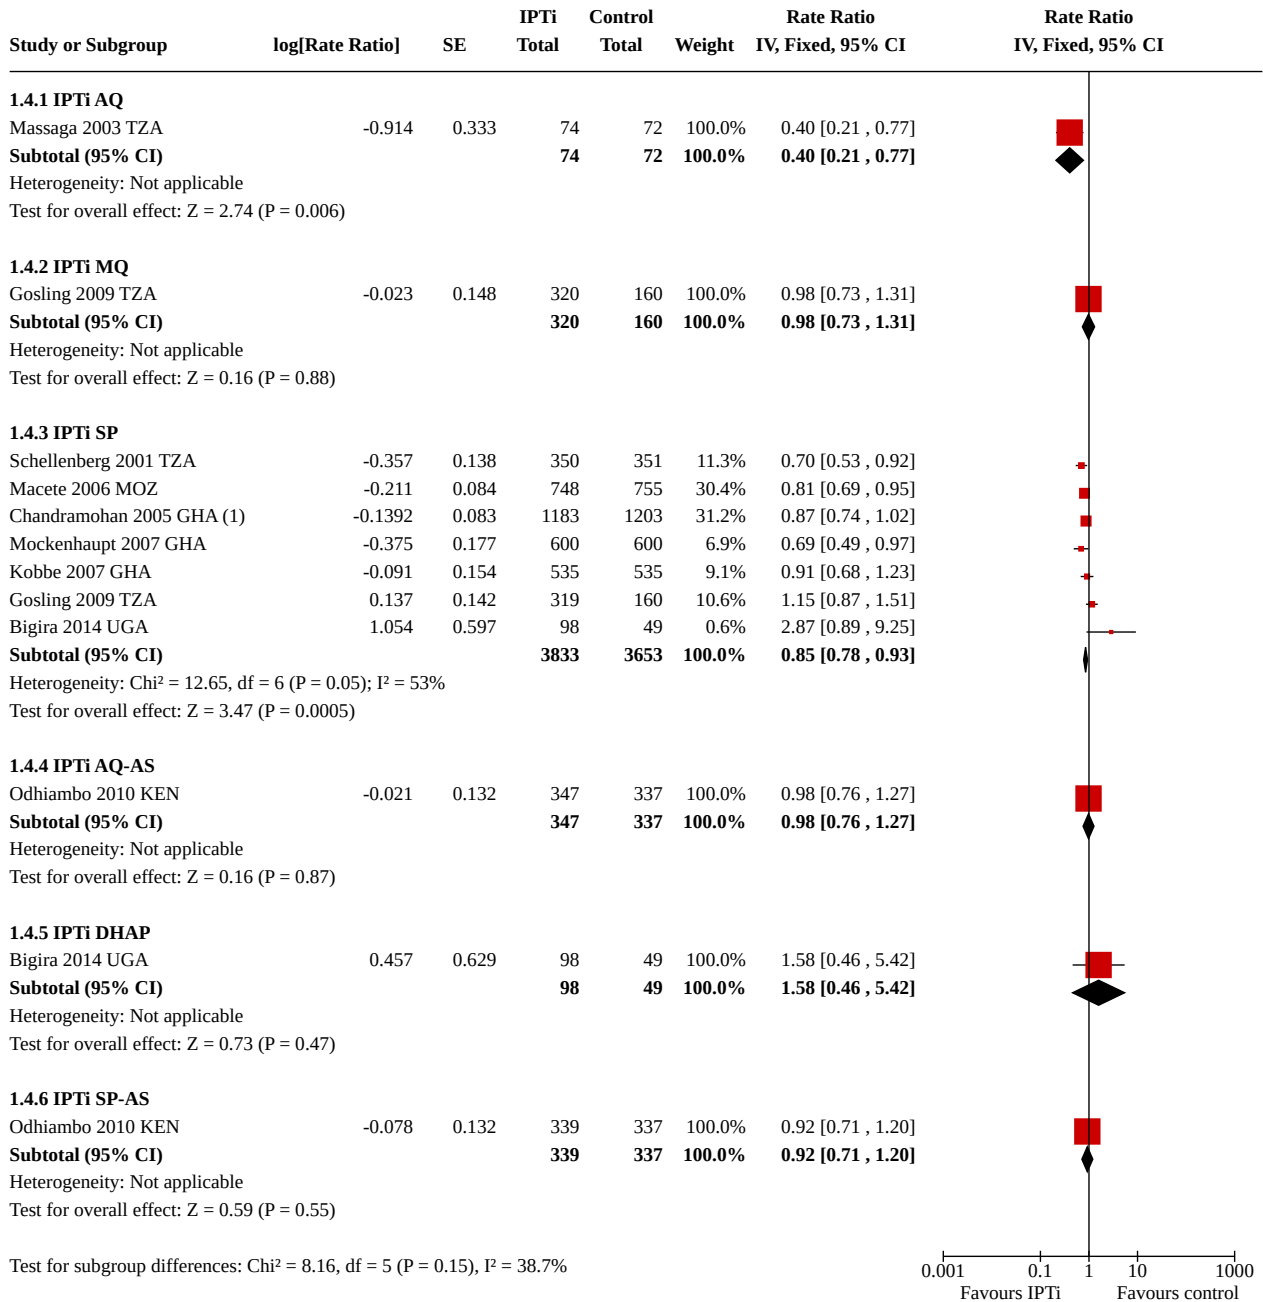 IPTi Control Rate Ratio Rate Ratio
Study or Subgroup log[Rate Ratio] SE Total Total Weight IV, Fixed, 95% CI IV, Fixed, 95% CI
1.4.1 IPTi AQ
Massaga 2003 TZA -0.914 0.333 74 72 100.0% 0.40 [0.21 , 0.77]
Subtotal (95% CI) 74 72 100.0% 0.40 [0.21 , 0.77]
Heterogeneity: Not applicable
Test for overall effect: Z = 2.74 (P = 0.006)
1.4.2 IPTi MQ
Gosling 2009 TZA -0.023 0.148 320 160 100.0% 0.98 [0.73 , 1.31]
Subtotal (95% CI) 320 160 100.0% 0.98 [0.73 , 1.31]
Heterogeneity: Not applicable
Test for overall effect: Z = 0.16 (P = 0.88)
1.4.3 IPTi SP
Schellenberg 2001 TZA -0.357 0.138 350 351 11.3% 0.70 [0.53 , 0.92]
Macete 2006 MOZ -0.211 0.084 748 755 30.4% 0.81 [0.69 , 0.95]
Chandramohan 2005 GHA (1) -0.1392 0.083 1183 1203 31.2% 0.87 [0.74 , 1.02]
Mockenhaupt 2007 GHA -0.375 0.177 600 600 6.9% 0.69 [0.49 , 0.97]
Kobbe 2007 GHA -0.091 0.154 535 535 9.1% 0.91 [0.68 , 1.23]
Gosling 2009 TZA 0.137 0.142 319 160 10.6% 1.15 [0.87 , 1.51]
Bigira 2014 UGA 1.054 0.597 98 49 0.6% 2.87 [0.89 , 9.25]
Subtotal (95% CI) 3833 3653 100.0% 0.85 [0.78 , 0.93]
Heterogeneity: Chi² = 12.65, df = 6 (P = 0.05); I² = 53%
Test for overall effect: Z = 3.47 (P = 0.0005)
1.4.4 IPTi AQ-AS
Odhiambo 2010 KEN -0.021 0.132 347 337 100.0% 0.98 [0.76 , 1.27]
Subtotal (95% CI) 347 337 100.0% 0.98 [0.76 , 1.27]
Heterogeneity: Not applicable
Test for overall effect: Z = 0.16 (P = 0.87)
1.4.5 IPTi DHAP
Bigira 2014 UGA 0.457 0.629 98 49 100.0% 1.58 [0.46 , 5.42]
Subtotal (95% CI) 98 49 100.0% 1.58 [0.46 , 5.42]
Heterogeneity: Not applicable
Test for overall effect: Z = 0.73 (P = 0.47)
1.4.6 IPTi SP-AS
Odhiambo 2010 KEN -0.078 0.132 339 337 100.0% 0.92 [0.71 , 1.20]
Subtotal (95% CI) 339 337 100.0% 0.92 [0.71 , 1.20]
Heterogeneity: Not applicable
Test for overall effect: Z = 0.59 (P = 0.55)
Test for subgroup differences: Chi² = 8.16, df = 5 (P = 0.15), I² = 38.7%
0.001 0.1 1 10 1000
Favours IPTi Favours control